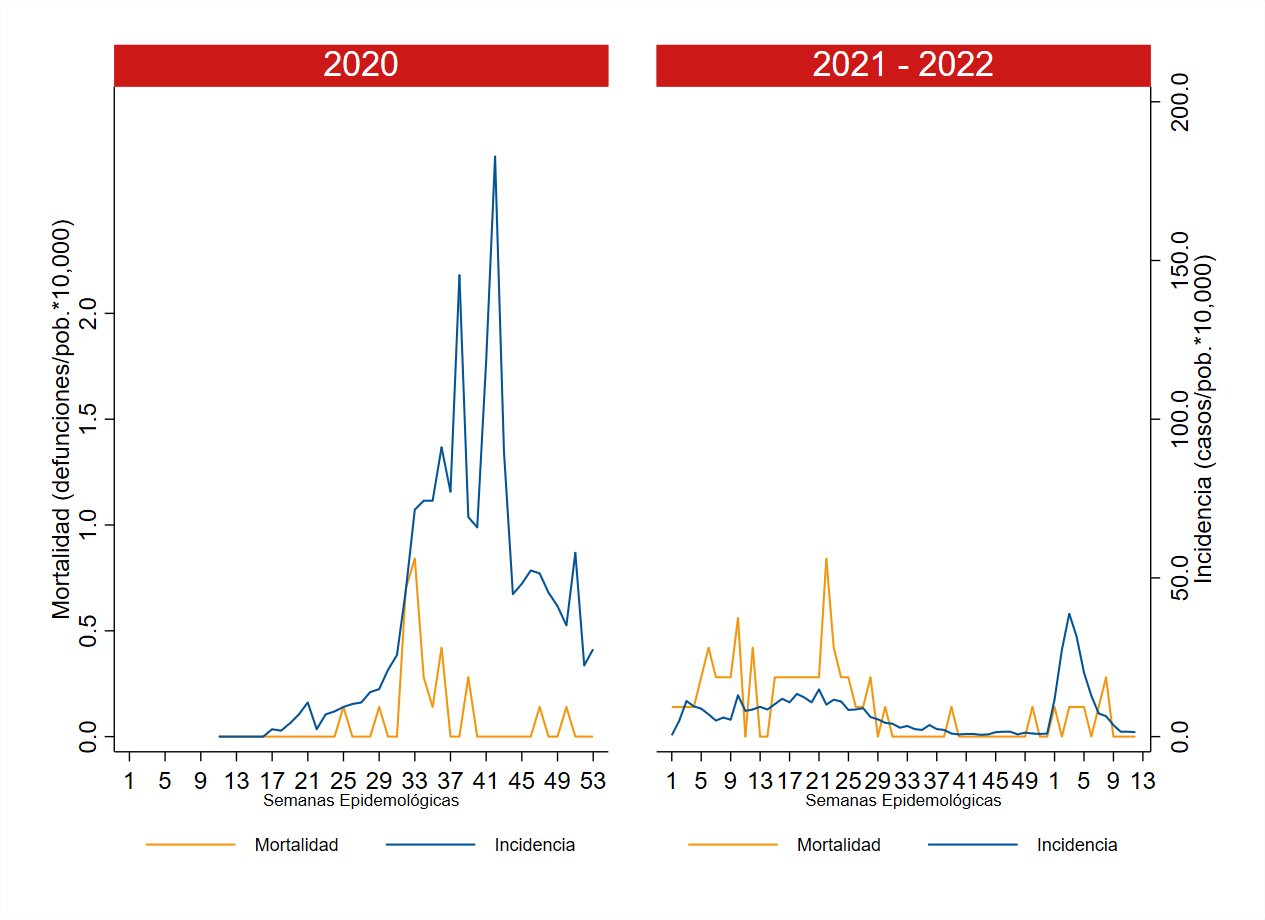 2020
2021 - 2022
Mortalidad (defunciones/pob.*10,000)
0.0 0.5 1.0 1.5 2.0
Incidencia (casos/pob.*10,000)
0.0 50.0 100.0 150.0 200.0
1 5 9 13 17 21 25 29 33 37 41 45 49 53
1 5 9 13 17 21 25 29 33 37 41 45 49 1 5 9 13
Semanas Epidemológicas
Semanas Epidemológicas
Mortalidad Incidencia
Mortalidad Incidencia